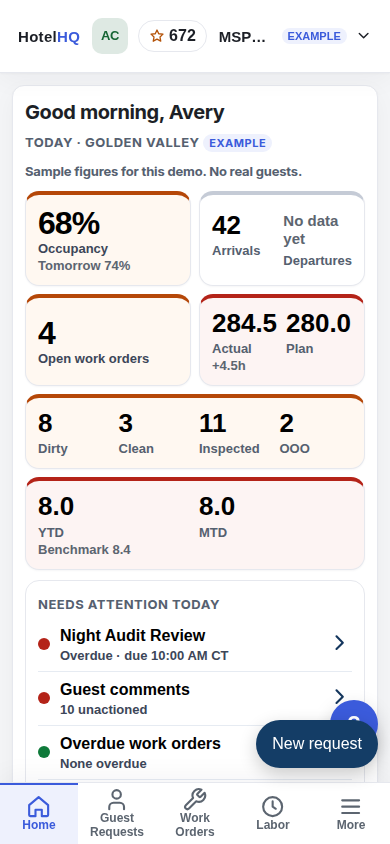 HotelHQ AC 672 MSP... EXAMPLE
Good morning, Avery
TODAY · GOLDEN VALLEY EXAMPLE
Sample figures for this demo. No real guests.
68%
Occupancy
Tomorrow 74%
42
Arrivals
No data
yet
Departures
4
Open work orders
284.5 280.0
Actual Plan
+4.5h
8 3 11 2
Dirty Clean Inspected OOO
8.0 8.0
YTD MTD
Benchmark 8.4
NEEDS ATTENTION TODAY
Night Audit Review
Overdue · due 10:00 AM CT
Guest comments
10 unactioned
Overdue work orders
None overdue
New request
Home
Guest
Requests
Work
Orders
Labor
More